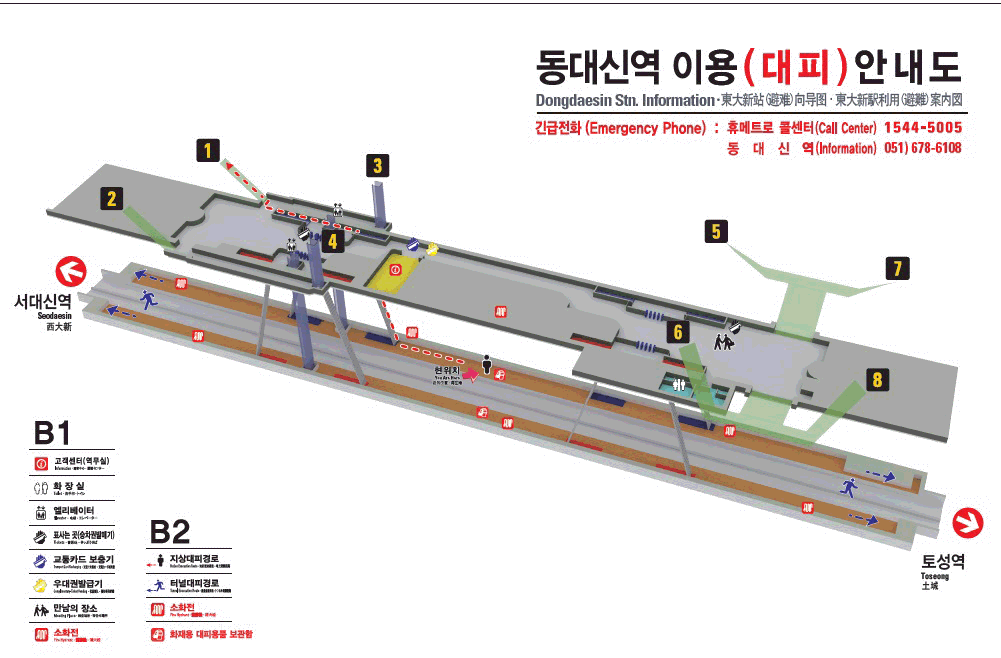 동대신역 이용(대피)안내도
Dongdaesin Stn. Information·東大新站(避难)向导图·東大新駅利用(避難)案内図
긴급전화 (Emergency Phone) : 휴메트로 콜센터(Call Center) 1544-5005
동 대 신 역(Information) 051) 678-6108
1
2
3
4
5
6
7
8
서대신역
Seodaesin
西大新
현위치
You Are Here
토성역
Toseong
土城
B1
고객센터(역무실)
화 장 실
엘리베이터
표사는 곳(승차권발매기)
교통카드 보충기
우대권발급기
만남의 장소
소화전
B2
지상대피경로
터널대피경로
소화전
화재용 대피용품 보관함